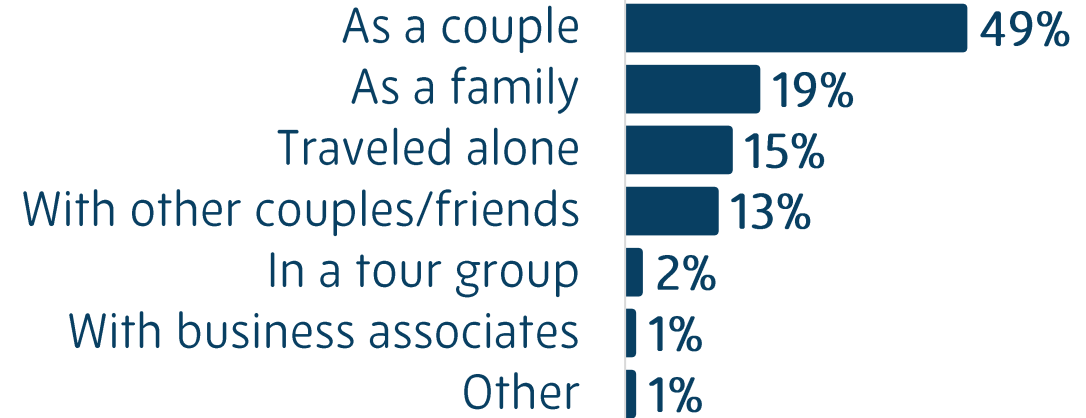 As a couple 49%
As a family 19%
Traveled alone 15%
With other couples/friends 13%
In a tour group 2%
With business associates 1%
Other 1%